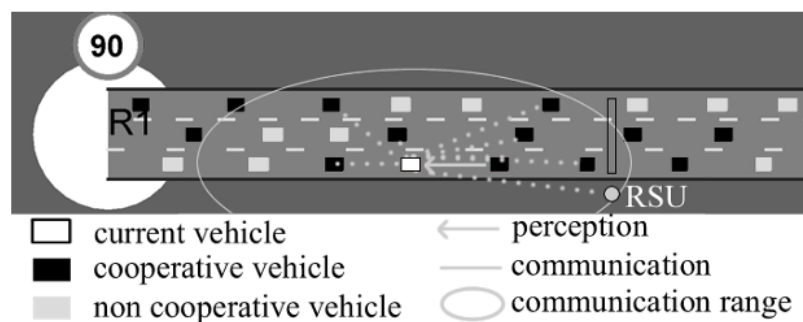 90
R1
RSU
current vehicle
perception
cooperative vehicle
communication
non cooperative vehicle
communication range